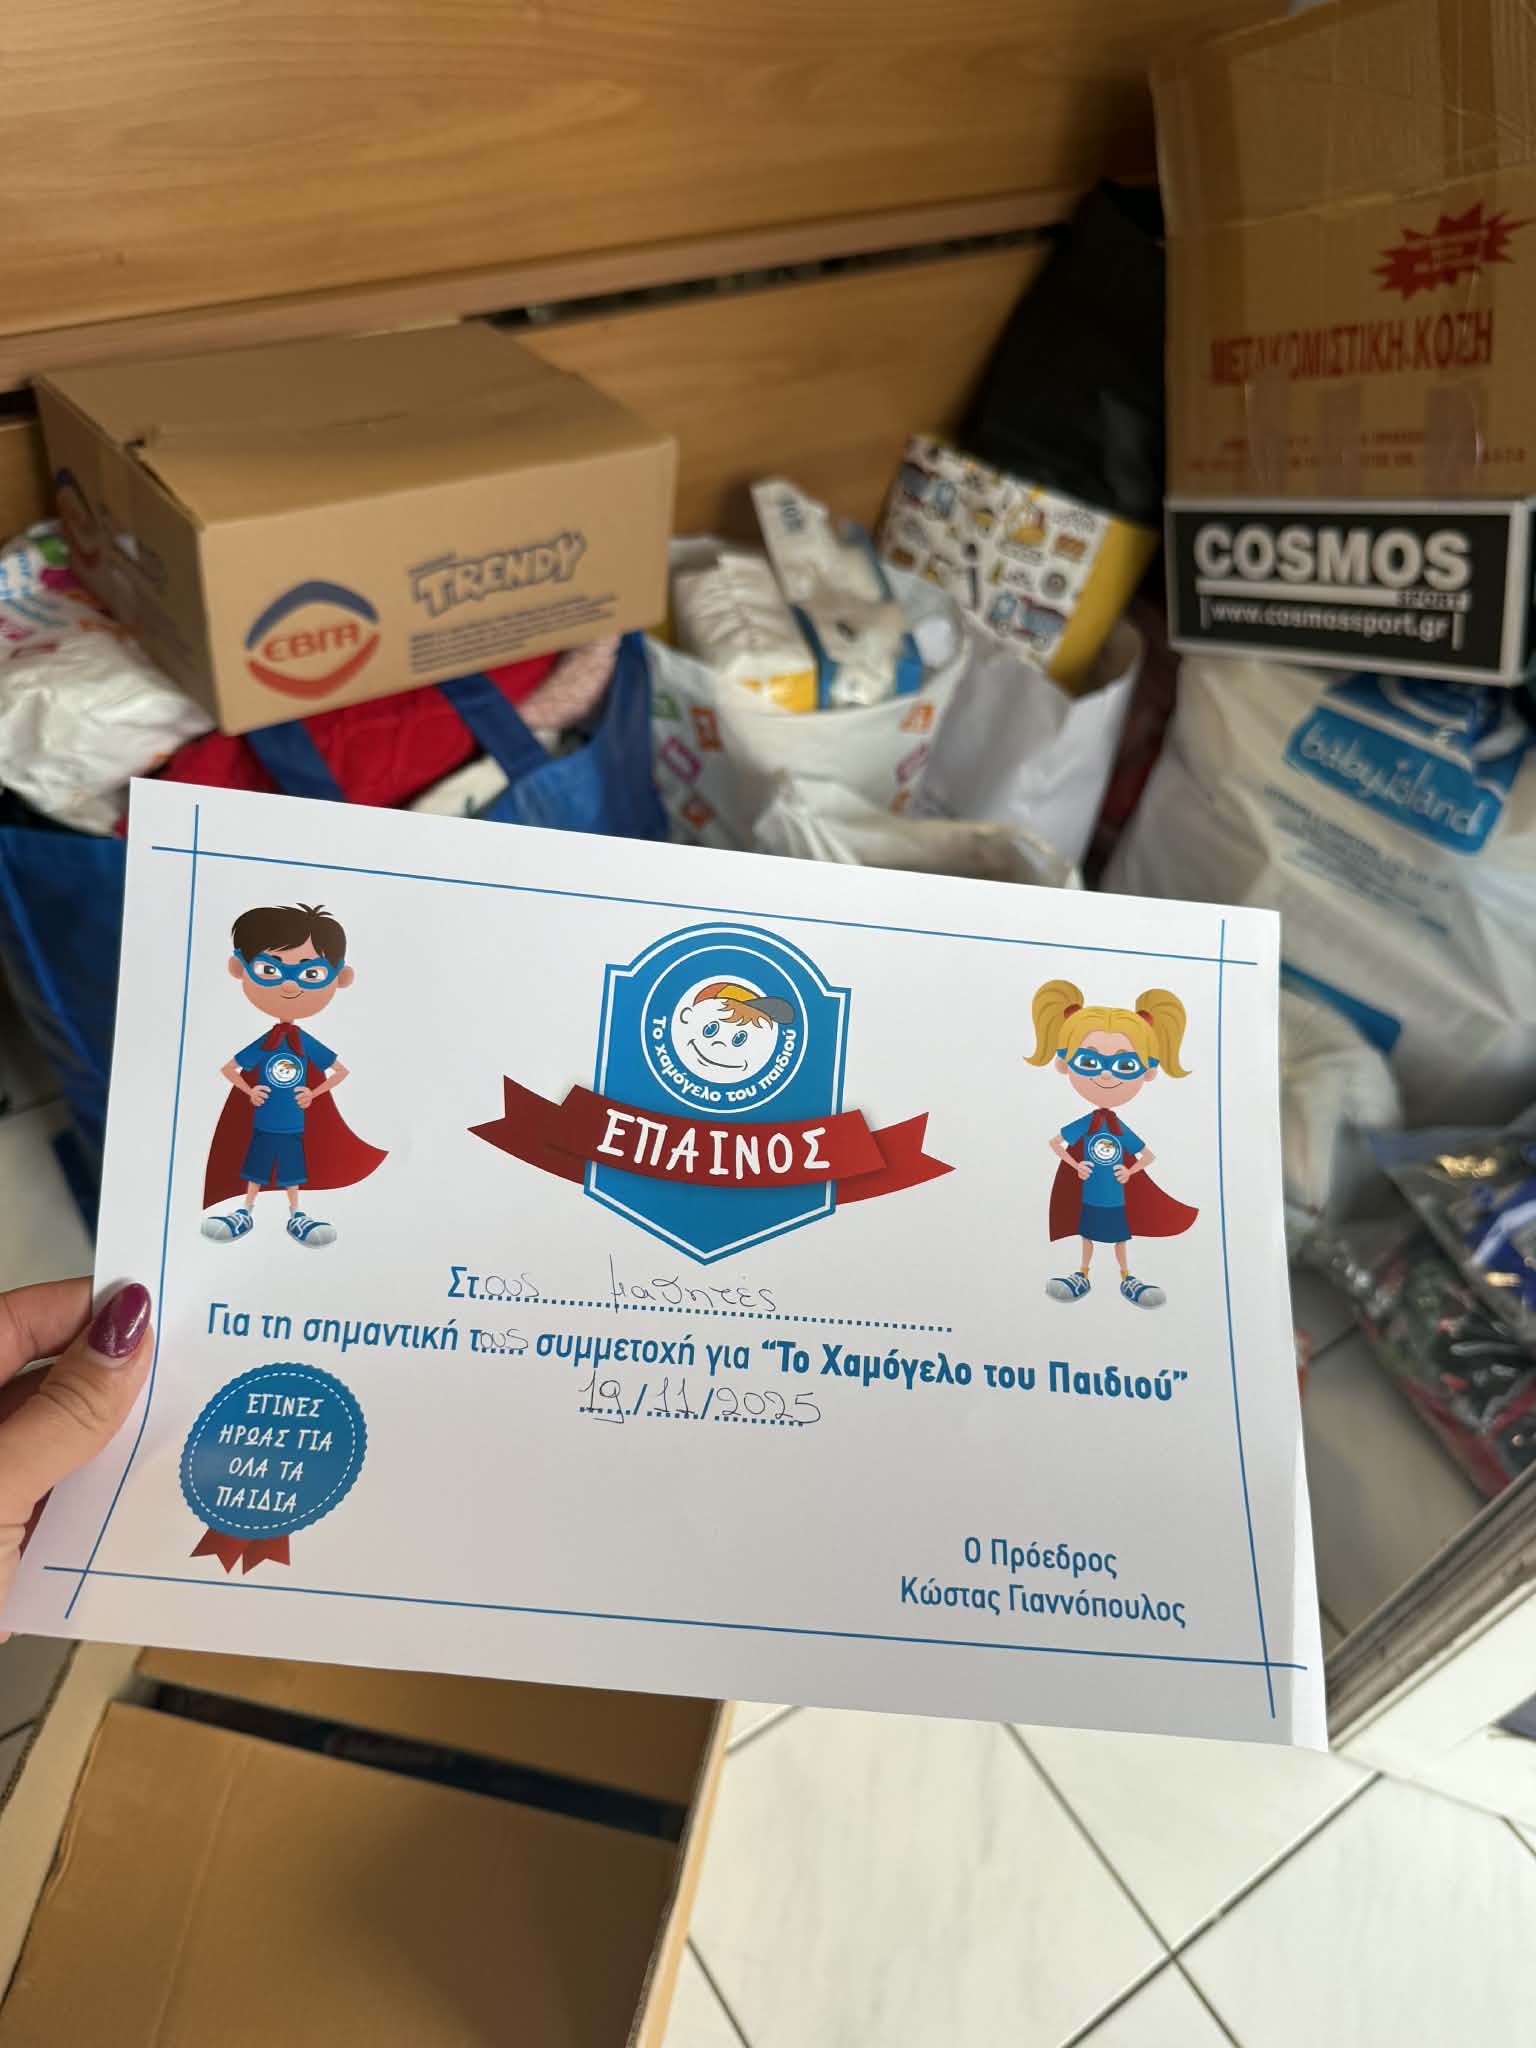 ΜΕΤΑΚΟΜΙΣΤΙΚΗ-ΚΟΖΗ
ΕΒΓΑ
TRENDY
COSMOS
SPORT
www.cosmossport.gr
babyisland
Το χαμόγελο του παιδιού
ΕΠΑΙΝΟΣ
Στους μαθητές
Για τη σημαντική τους συμμετοχή για "Το Χαμόγελο του Παιδιού"
19/11/2025
ΕΓΙΝΕΣ
ΗΡΩΑΣ ΓΙΑ
ΟΛΑ ΤΑ
ΠΑΙΔΙΑ
Ο Πρόεδρος
Κώστας Γιαννόπουλος